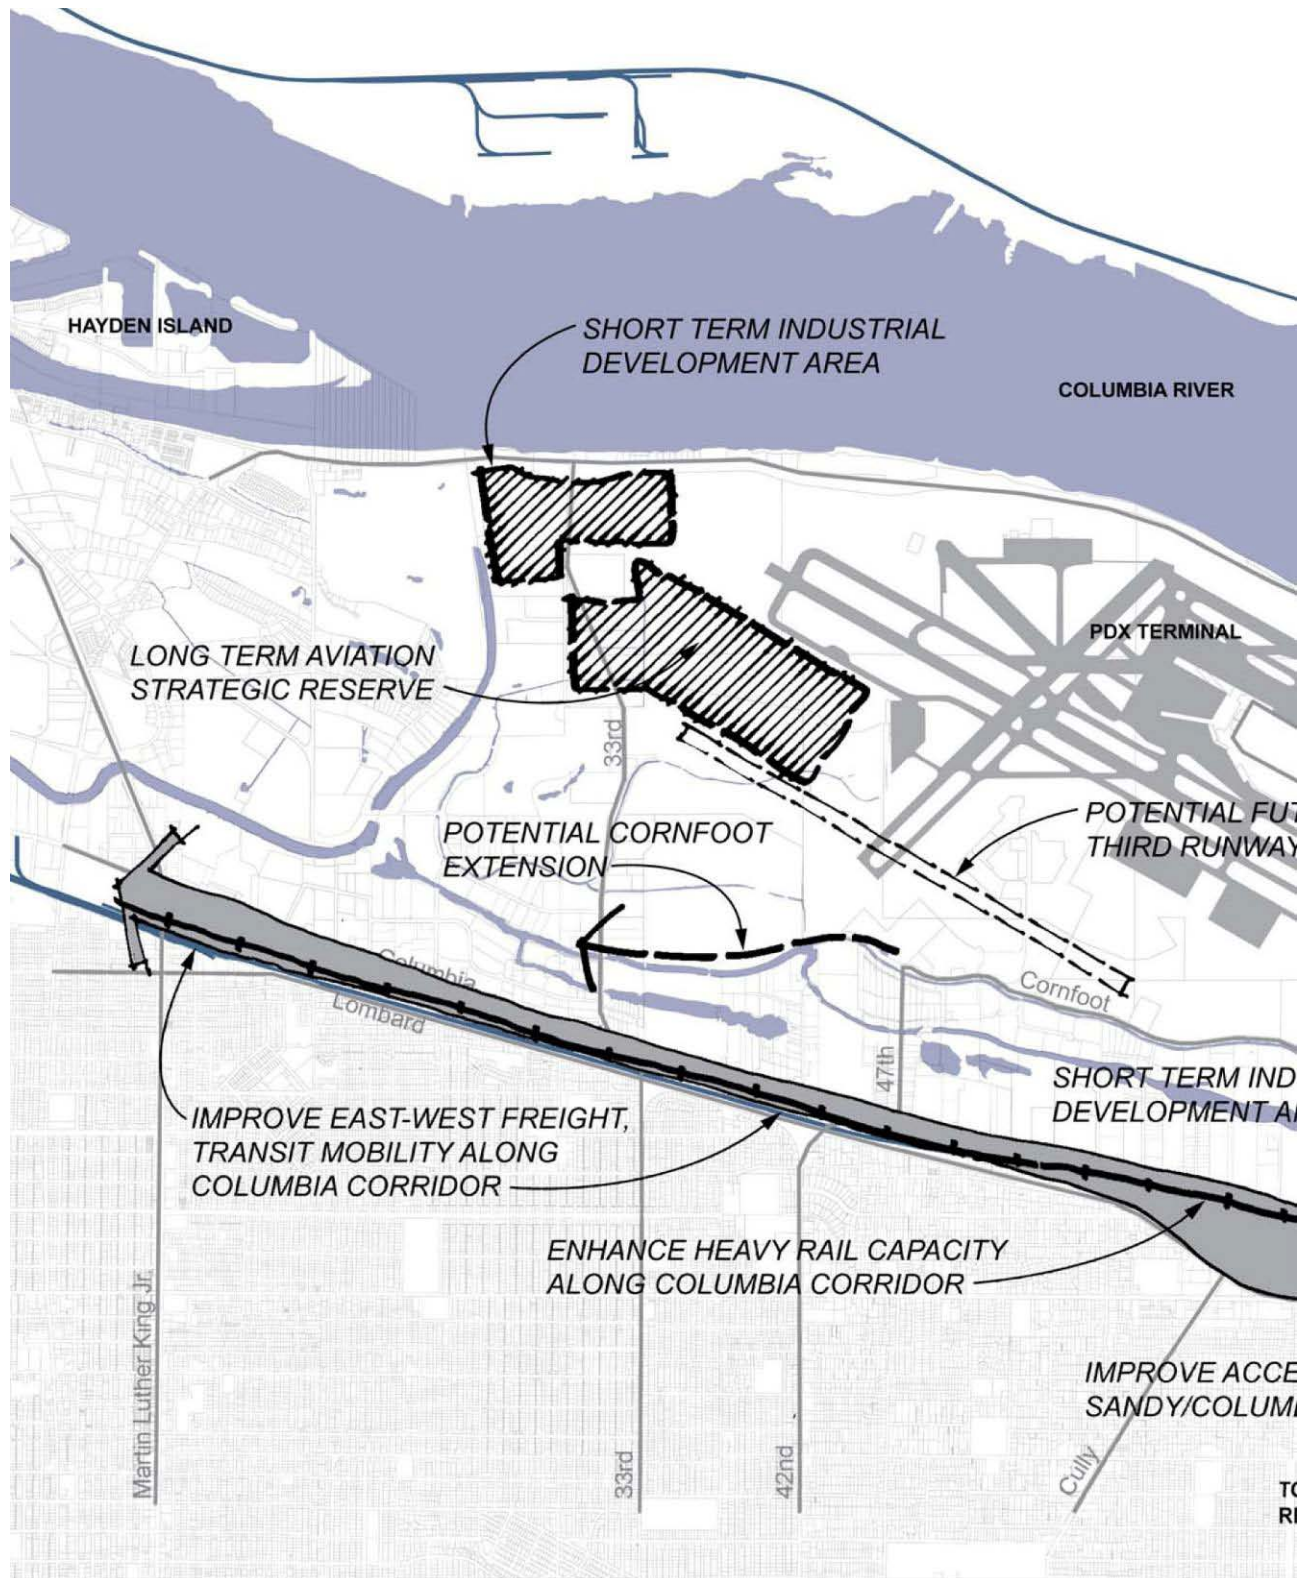 HAYDEN ISLAND
SHORT TERM INDUSTRIAL
DEVELOPMENT AREA
COLUMBIA RIVER
PDX TERMINAL
LONG TERM AVIATION
STRATEGIC RESERVE
33rd
POTENTIAL CORNFOOT
EXTENSION
POTENTIAL FUT
THIRD RUNWAY
Columbia
Lombard
Cornfoot
47th
SHORT TERM IND
DEVELOPMENT A
IMPROVE EAST-WEST FREIGHT,
TRANSIT MOBILITY ALONG
COLUMBIA CORRIDOR
ENHANCE HEAVY RAIL CAPACITY
ALONG COLUMBIA CORRIDOR
Martin Luther King Jr.
33rd
42nd
Cully
IMPROVE ACCE
SANDY/COLUM